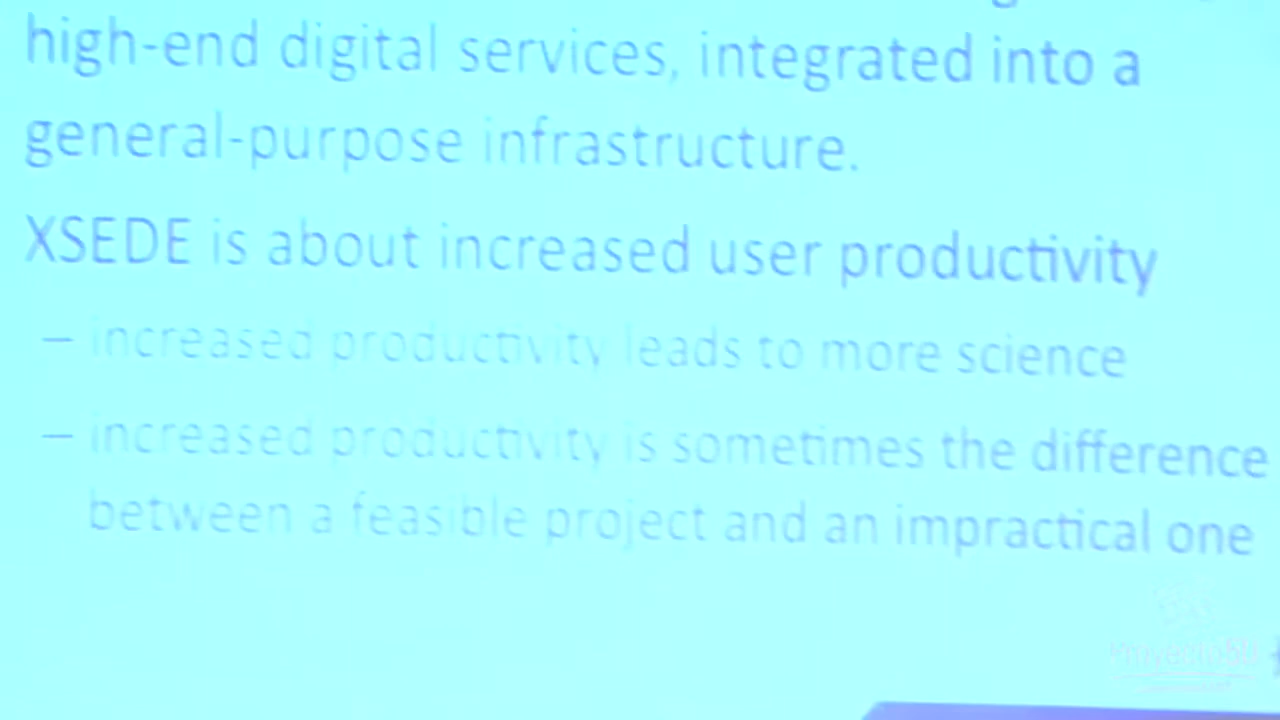 high-end digital services, integrated into a
general-purpose infrastructure.
XSEDE is about increased user productivity
– increased productivity leads to more science
– increased productivity is sometimes the difference
between a feasible project and an impractical one